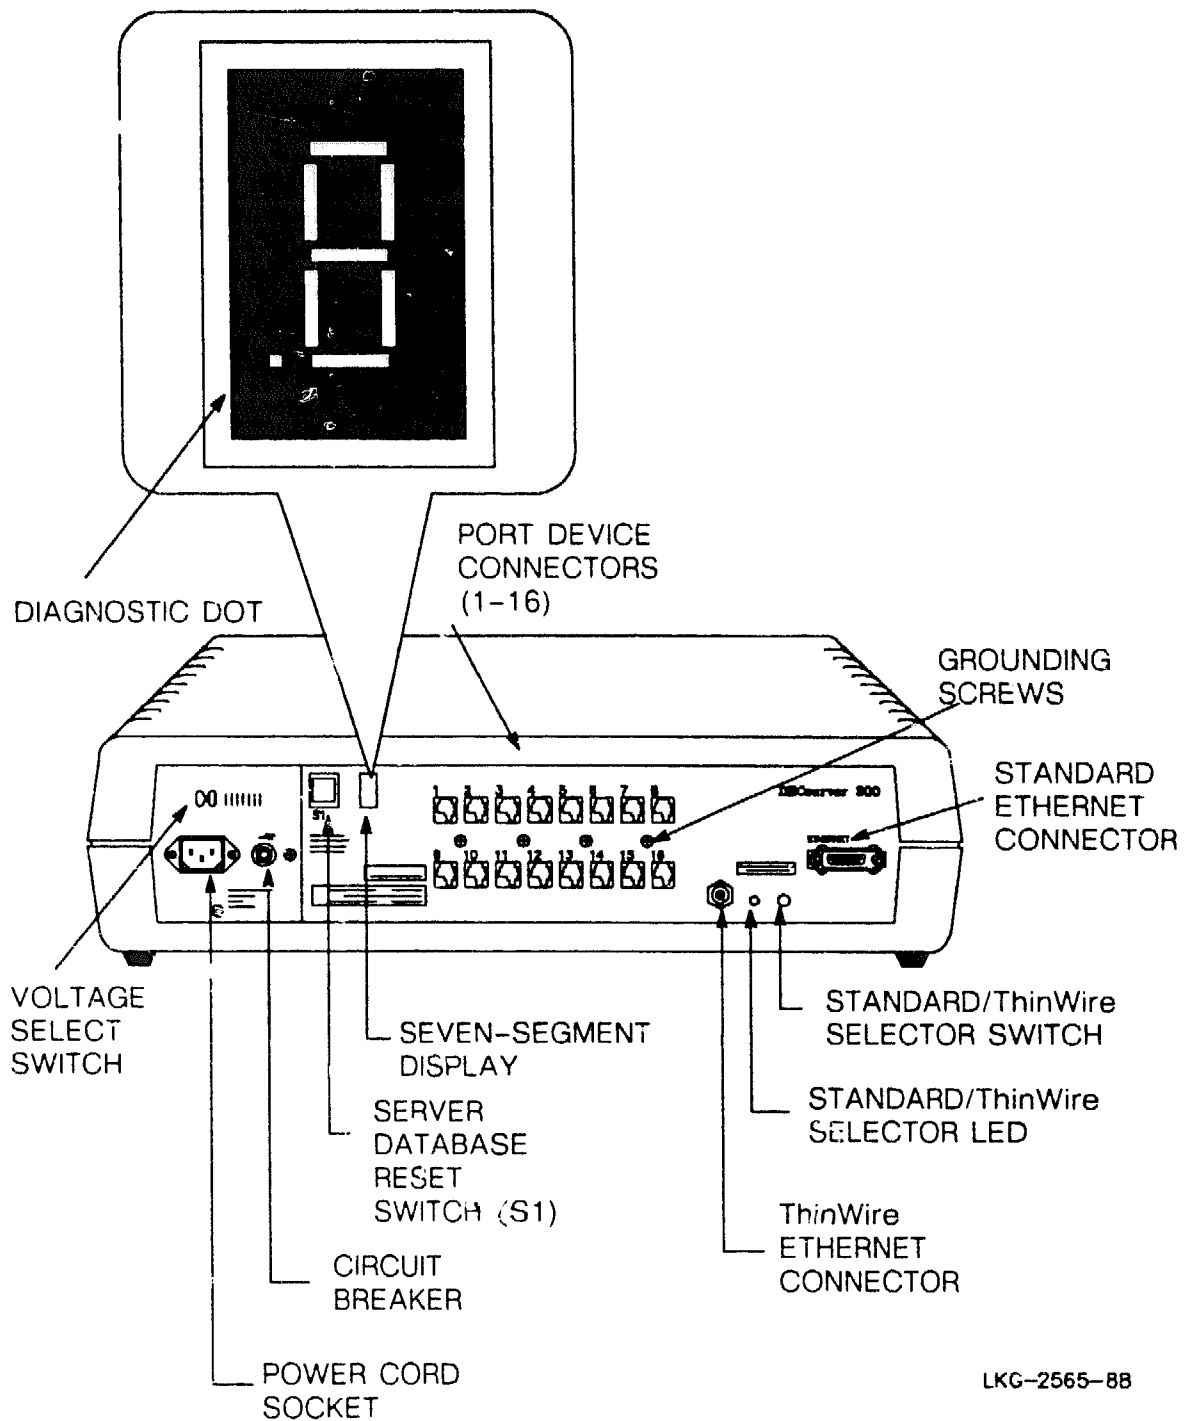 DIAGNOSTIC DOT
PORT DEVICE
CONNECTORS
(1-16)
GROUNDING
SCREWS
STANDARD
ETHERNET
CONNECTOR
1 2 3 4 5 6 7 8
S1
9 10 11 12 13 14 15 16
ETHERNET
VOLTAGE
SELECT
SWITCH
SEVEN-SEGMENT
DISPLAY
SERVER
DATABASE
RESET
SWITCH (S1)
CIRCUIT
BREAKER
POWER CORD
SOCKET
STANDARD/ThinWire
SELECTOR SWITCH
STANDARD/ThinWire
SELECTOR LED
ThinWire
ETHERNET
CONNECTOR
LKG-2565-88